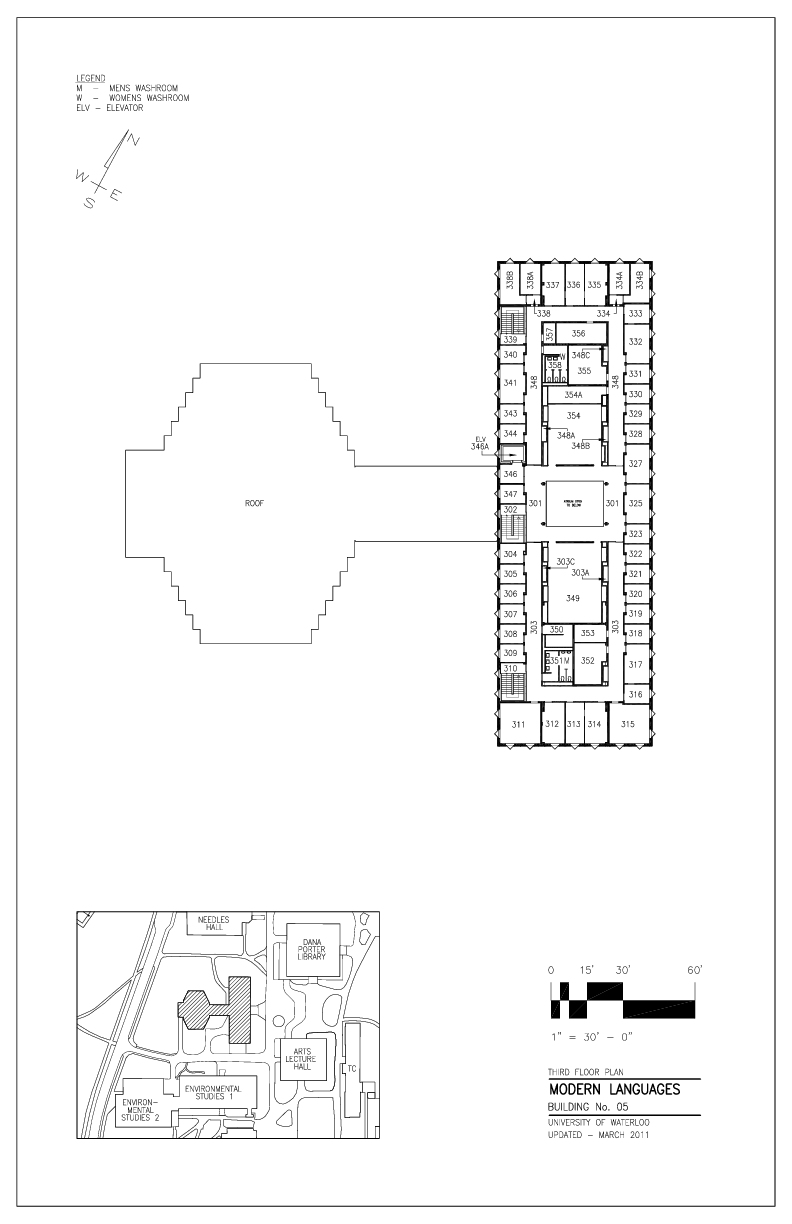 LEGEND
M – MENS WASHROOM
W – WOMENS WASHROOM
ELV – ELEVATOR
N
W
E
S
338B
338A
337
336
335
334A
334B
338
334
333
339
357
356
332
340
358
W
348C
355
348
348
331
341
354A
330
343
354
329
344
348A
348B
328
ELV
346A
327
346
347
301
ATRIUM OPEN
TO BELOW
301
325
302
323
ROOF
304
303C
322
305
303A
321
306
349
320
307
319
308
303
350
353
303
318
309
351
M
352
317
310
316
311
312
313
314
315
NEEDLES
HALL
DANA
PORTER
LIBRARY
ARTS
LECTURE
HALL
TC
ENVIRONMENTAL
STUDIES 1
ENVIRON–
MENTAL
STUDIES 2
0 15' 30' 60'
1" = 30' – 0"
THIRD FLOOR PLAN
MODERN LANGUAGES
BUILDING No. 05
UNIVERSITY OF WATERLOO
UPDATED – MARCH 2011